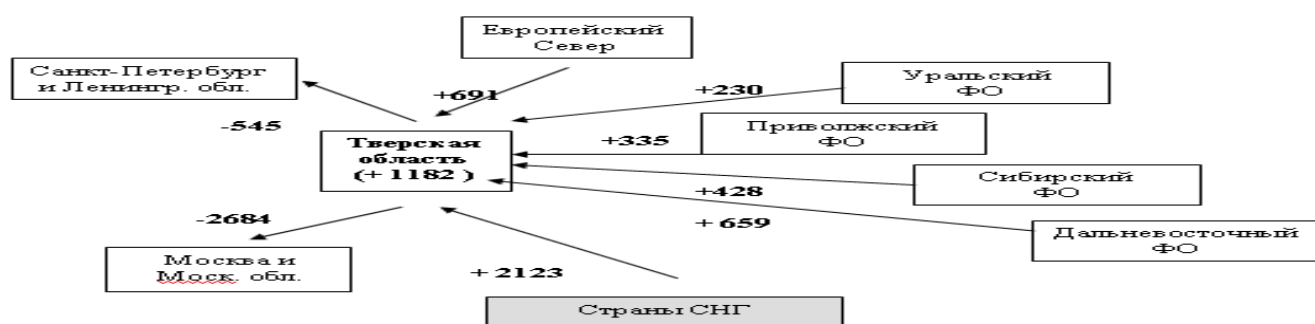 Европейский
Север
Санкт-Петербург
и Ленингр. обл.
Уральский
ФО
+691
+230
-545
Приволжский
ФО
Тверская
область
(+ 1182 )
+335
Сибирский
ФО
+428
-2684
+ 659
Дальневосточный
ФО
Москва и
Моск. обл.
+ 2123
Страны СНГ